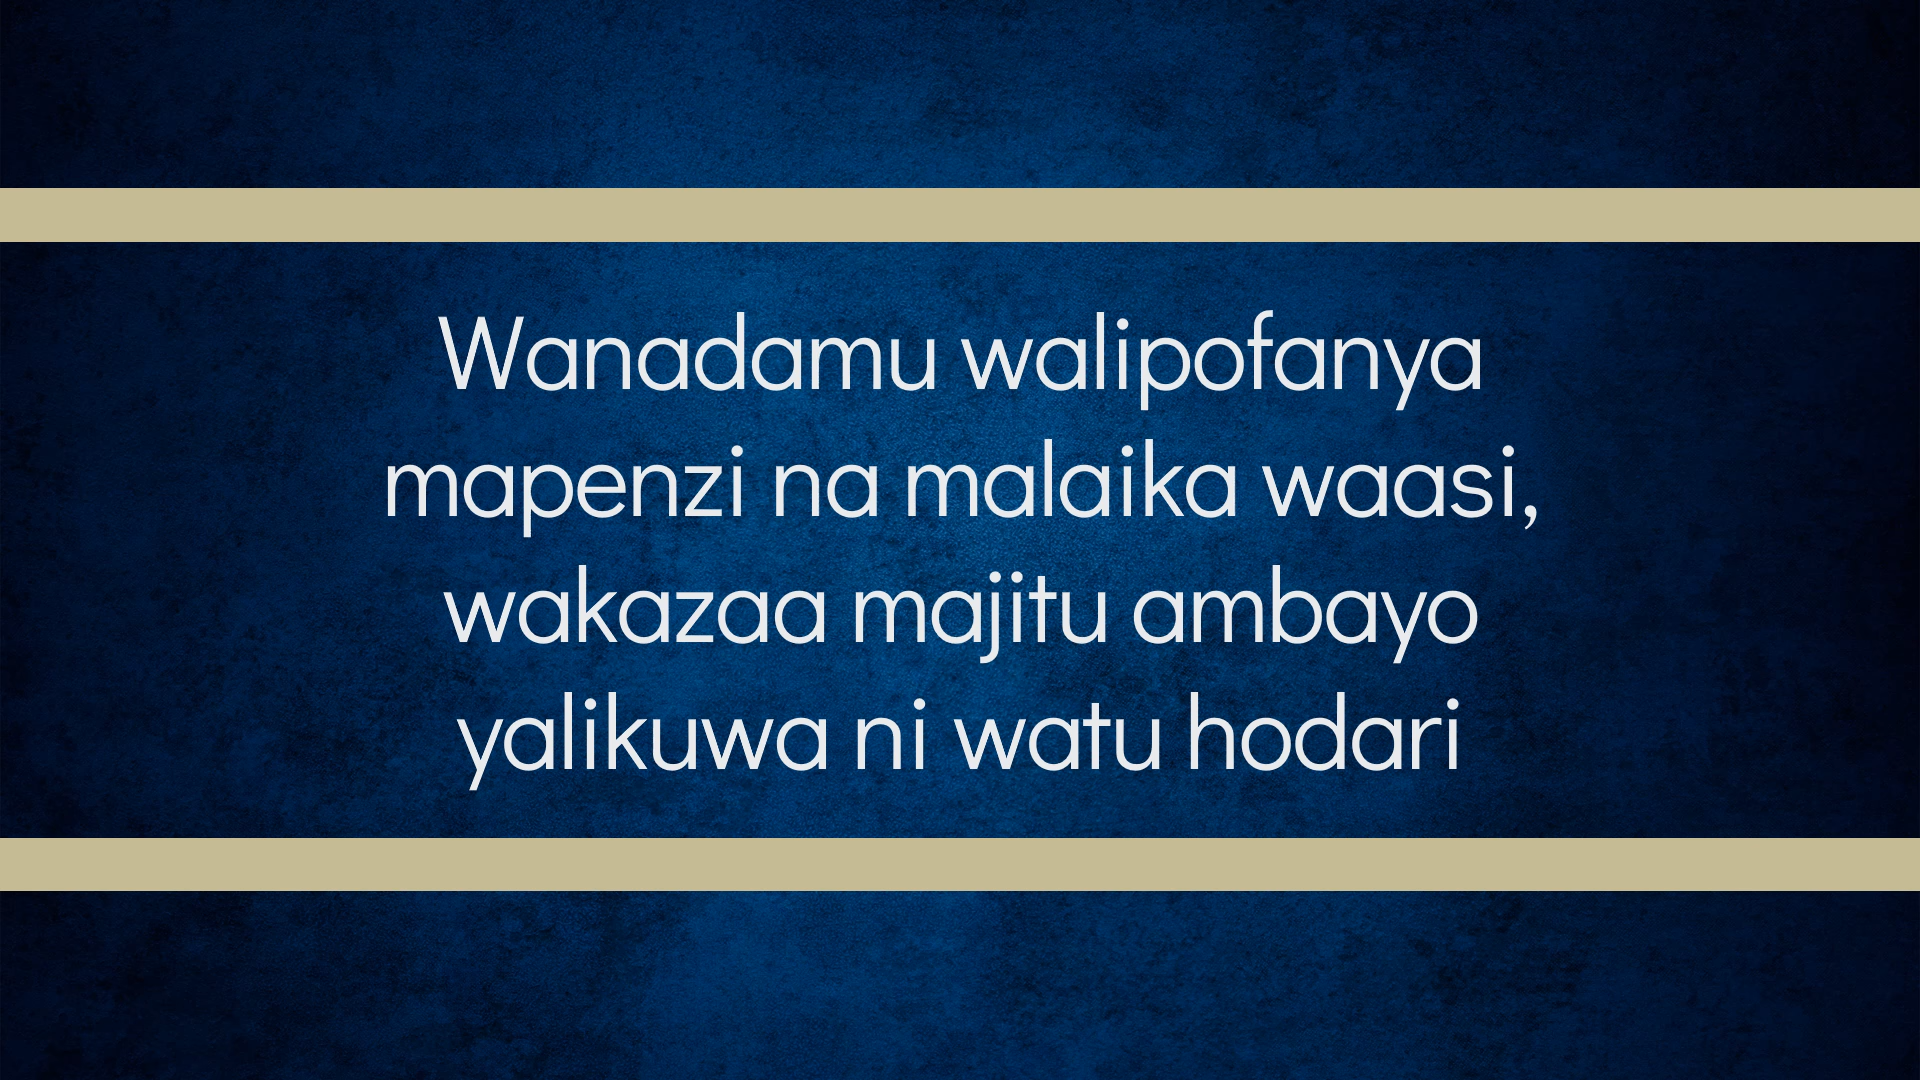 Wanadamu walipofanya
mapenzi na malaika waasi,
wakazaa majitu ambayo
yalikuwa ni watu hodari